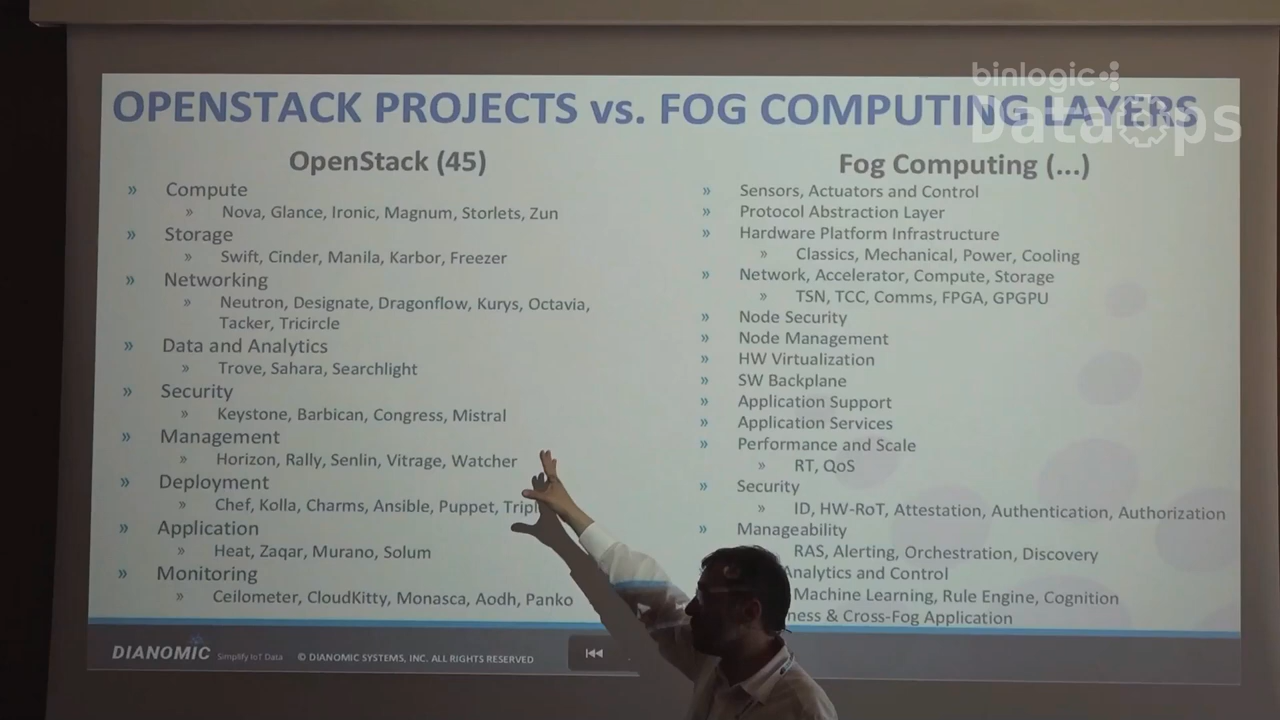 binlogic
DataOps
OPENSTACK PROJECTS vs. FOG COMPUTING LAYERS
OpenStack (45)
» Compute
» Nova, Glance, Ironic, Magnum, Storlets, Zun
» Storage
» Swift, Cinder, Manila, Karbor, Freezer
» Networking
» Neutron, Designate, Dragonflow, Kurys, Octavia,
Tacker, Tricircle
» Data and Analytics
» Trove, Sahara, Searchlight
» Security
» Keystone, Barbican, Congress, Mistral
» Management
» Horizon, Rally, Senlin, Vitrage, Watcher
» Deployment
» Chef, Kolla, Charms, Ansible, Puppet,
» Application
» Heat, Zaqar, Murano, Solum
» Monitoring
» Ceilometer, CloudKitty, Monasca, Aodh, Panko
Fog Computing (...)
» Sensors, Actuators and Control
» Protocol Abstraction Layer
» Hardware Platform Infrastructure
» Classics, Mechanical, Power, Cooling
» Network, Accelerator, Compute, Storage
» TSN, TCC, Comms, FPGA, GPGPU
» Node Security
» Node Management
» HW Virtualization
» SW Backplane
» Application Support
» Application Services
» Performance and Scale
» RT, QoS
» Security
» ID, HW-RoT, Attestation, Authentication, Authorization
» Manageability
RAS, Alerting, Orchestration, Discovery
Analytics and Control
Machine Learning, Rule Engine, Cognition
& Cross-Fog Application
DIANOMIC Simplify IoT Data © DIANOMIC SYSTEMS, INC. ALL RIGHTS RESERVED